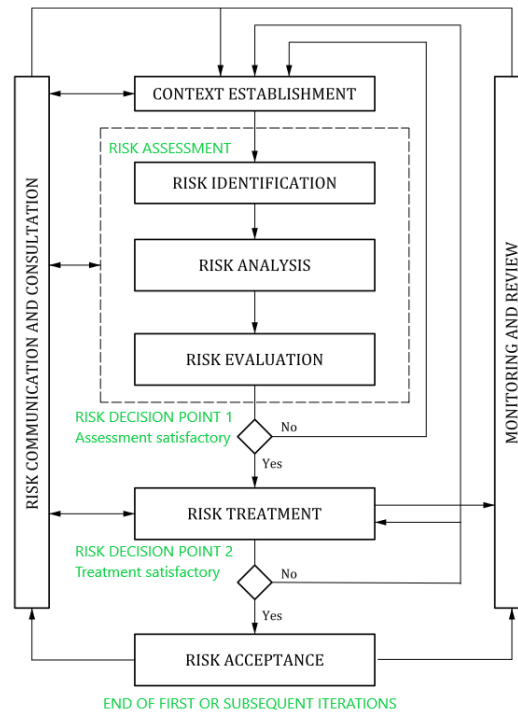 CONTEXT ESTABLISHMENT
RISK ASSESSMENT
RISK IDENTIFICATION
RISK ANALYSIS
RISK EVALUATION
RISK DECISION POINT 1
Assessment satisfactory
No
Yes
RISK TREATMENT
RISK DECISION POINT 2
Treatment satisfactory
No
Yes
RISK ACCEPTANCE
END OF FIRST OR SUBSEQUENT ITERATIONS
RISK COMMUNICATION AND CONSULTATION
MONITORING AND REVIEW